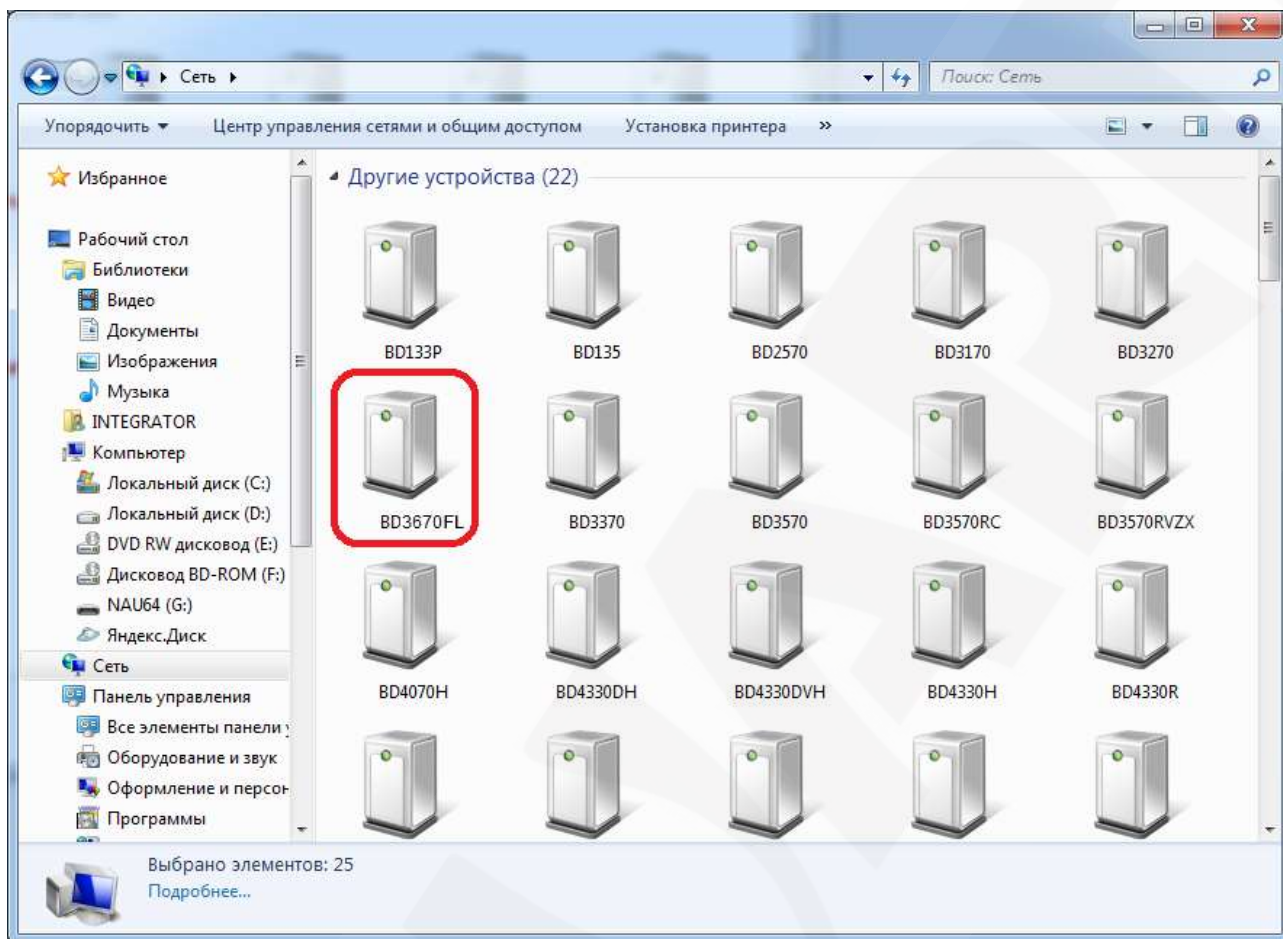 Сеть
Поиск: Сеть
Упорядочить Центр управления сетями и общим доступом Установка принтера »
Избранное
Рабочий стол
Библиотеки
Видео
Документы
Изображения
Музыка
INTEGRATOR
Компьютер
Локальный диск (C:)
Локальный диск (D:)
DVD RW дисковод (E:)
Дисковод BD-ROM (F:)
NAU64 (G:)
Яндекс.Диск
Сеть
Панель управления
Все элементы панели
Оборудование и звук
Оформление и персон
Программы
Другие устройства (22)
BD133P BD135 BD2570 BD3170 BD3270
BD3670FL BD3370 BD3570 BD3570RC BD3570RVZX
BD4070H BD4330DH BD4330DVH BD4330H BD4330R
Выбрано элементов: 25
Подробнее...